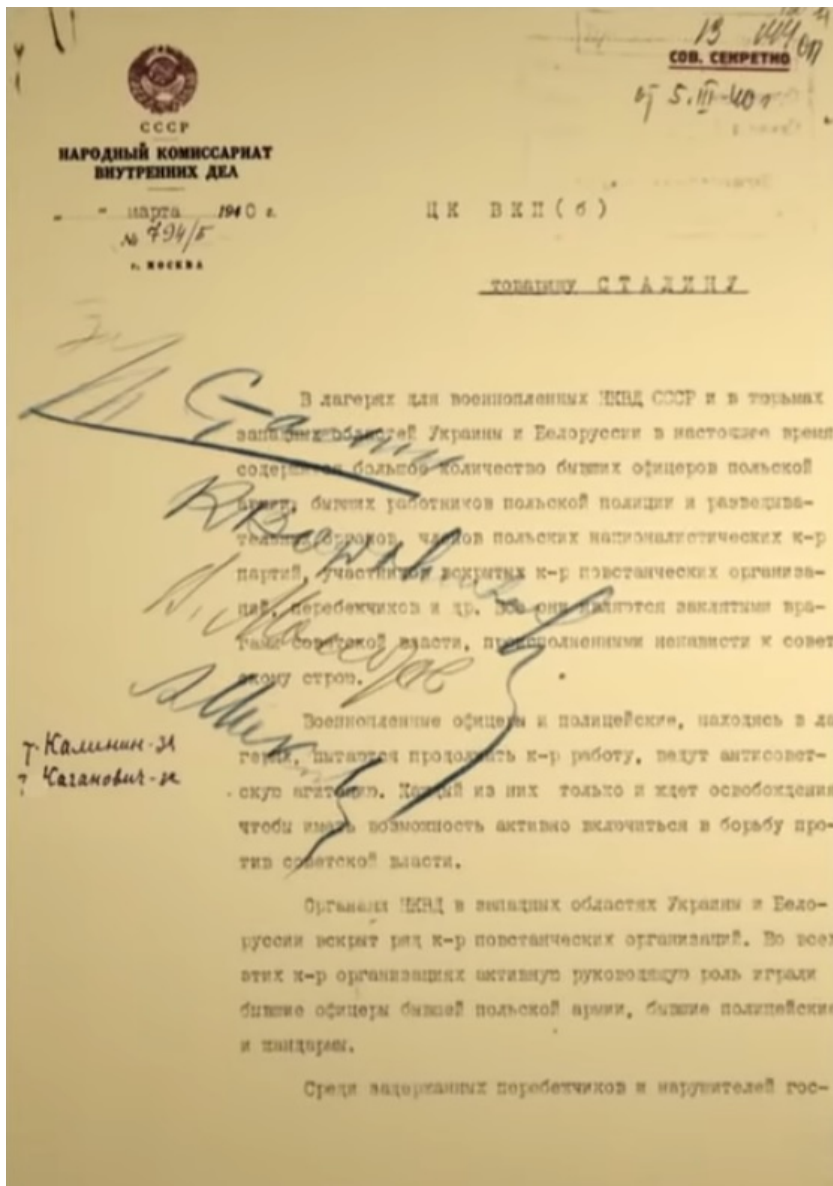 13 144 оп
СОВ. СЕКРЕТНО
от 5.III-40 г
СССР
НАРОДНЫЙ КОМИССАРИАТ
ВНУТРЕННИХ ДЕЛ
" " марта 1940 г.
№ 794/Б
г. МОСКВА
ЦК ВКП(б)
товарищу СТАЛИНУ
За
И Сталин
К Ворошилов
В. Молотов
А Микоян
т. Калинин - за
т Каганович - за
В лагерях для военнопленных НКВД СССР и в тюрьмах
западных областей Украины и Белоруссии в настоящее время
содержится большое количество бывших офицеров польской
армии, бывших работников польской полиции и разведыва-
тельных органов, членов польских националистических к-р
партий, участников вскрытых к-р повстанческих организа-
ций, перебежчиков и др. Все они являются заклятыми вра-
гами советской власти, преисполненными ненависти к совет
скому строю.
Военнопленные офицеры и полицейские, находясь в ла
герях, пытаются продолжать к-р работу, ведут антисовет-
скую агитацию. Каждый из них только и ждет освобождения
чтобы иметь возможность активно включиться в борьбу про-
тив советской власти.
Органами НКВД в западных областях Украины и Бело-
руссии вскрыт ряд к-р повстанческих организаций. Во всех
этих к-р организациях активную руководящую роль играли
бывшие офицеры бывшей польской армии, бывшие полицейские
и жандармы.
Среди задержанных перебежчиков и нарушителей гос-